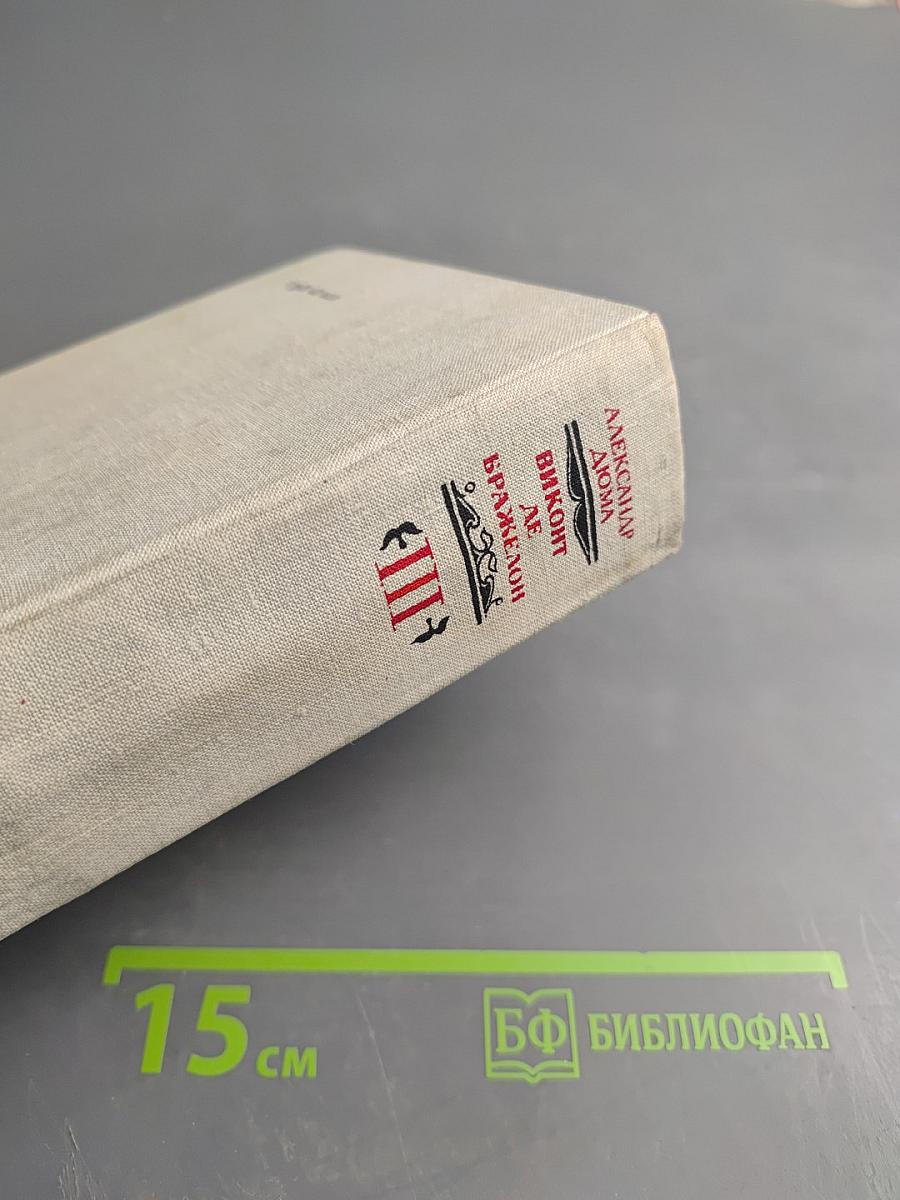 АЛЕКСАНДР
ДЮМА
ВИКОНТ
ДЕ
БРАЖЕЛОН
III
15 см
БФ БИБЛИОФАН